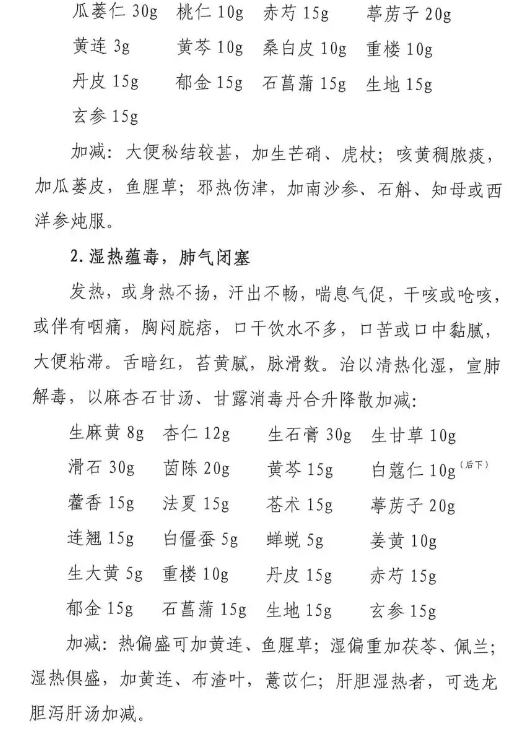 瓜蒌仁 30g 桃仁 10g 赤芍 15g 葶苈子 20g
黄连 3g 黄芩 10g 桑白皮 10g 重楼 10g
丹皮 15g 郁金 15g 石菖蒲 15g 生地 15g
玄参 15g
加减：大便秘结较甚，加生芒硝、虎杖；咳黄稠脓痰，
加瓜蒌皮，鱼腥草；邪热伤津，加南沙参、石斛、知母或西
洋参炖服。
2.湿热蕴毒，肺气闭塞
发热，或身热不扬，汗出不畅，喘息气促，干咳或呛咳，
或伴有咽痛，胸闷脘痞，口干饮水不多，口苦或口中黏腻，
大便粘滞。舌暗红，苔黄腻，脉滑数。治以清热化湿，宣肺
解毒，以麻杏石甘汤、甘露消毒丹合升降散加减：
生麻黄 8g 杏仁 12g 生石膏 30g 生甘草 10g
滑石 30g 茵陈 20g 黄芩 15g 白蔻仁 10g（后下）
藿香 15g 法夏 15g 苍术 15g 葶苈子 20g
连翘 15g 白僵蚕 5g 蝉蜕 5g 姜黄 10g
生大黄 5g 重楼 10g 丹皮 15g 赤芍 15g
郁金 15g 石菖蒲 15g 生地 15g 玄参 15g
加减：热偏盛可加黄连、鱼腥草；湿偏重加茯苓、佩兰；
湿热俱盛，加黄连、布渣叶，薏苡仁；肝胆湿热者，可选龙
胆泻肝汤加减。